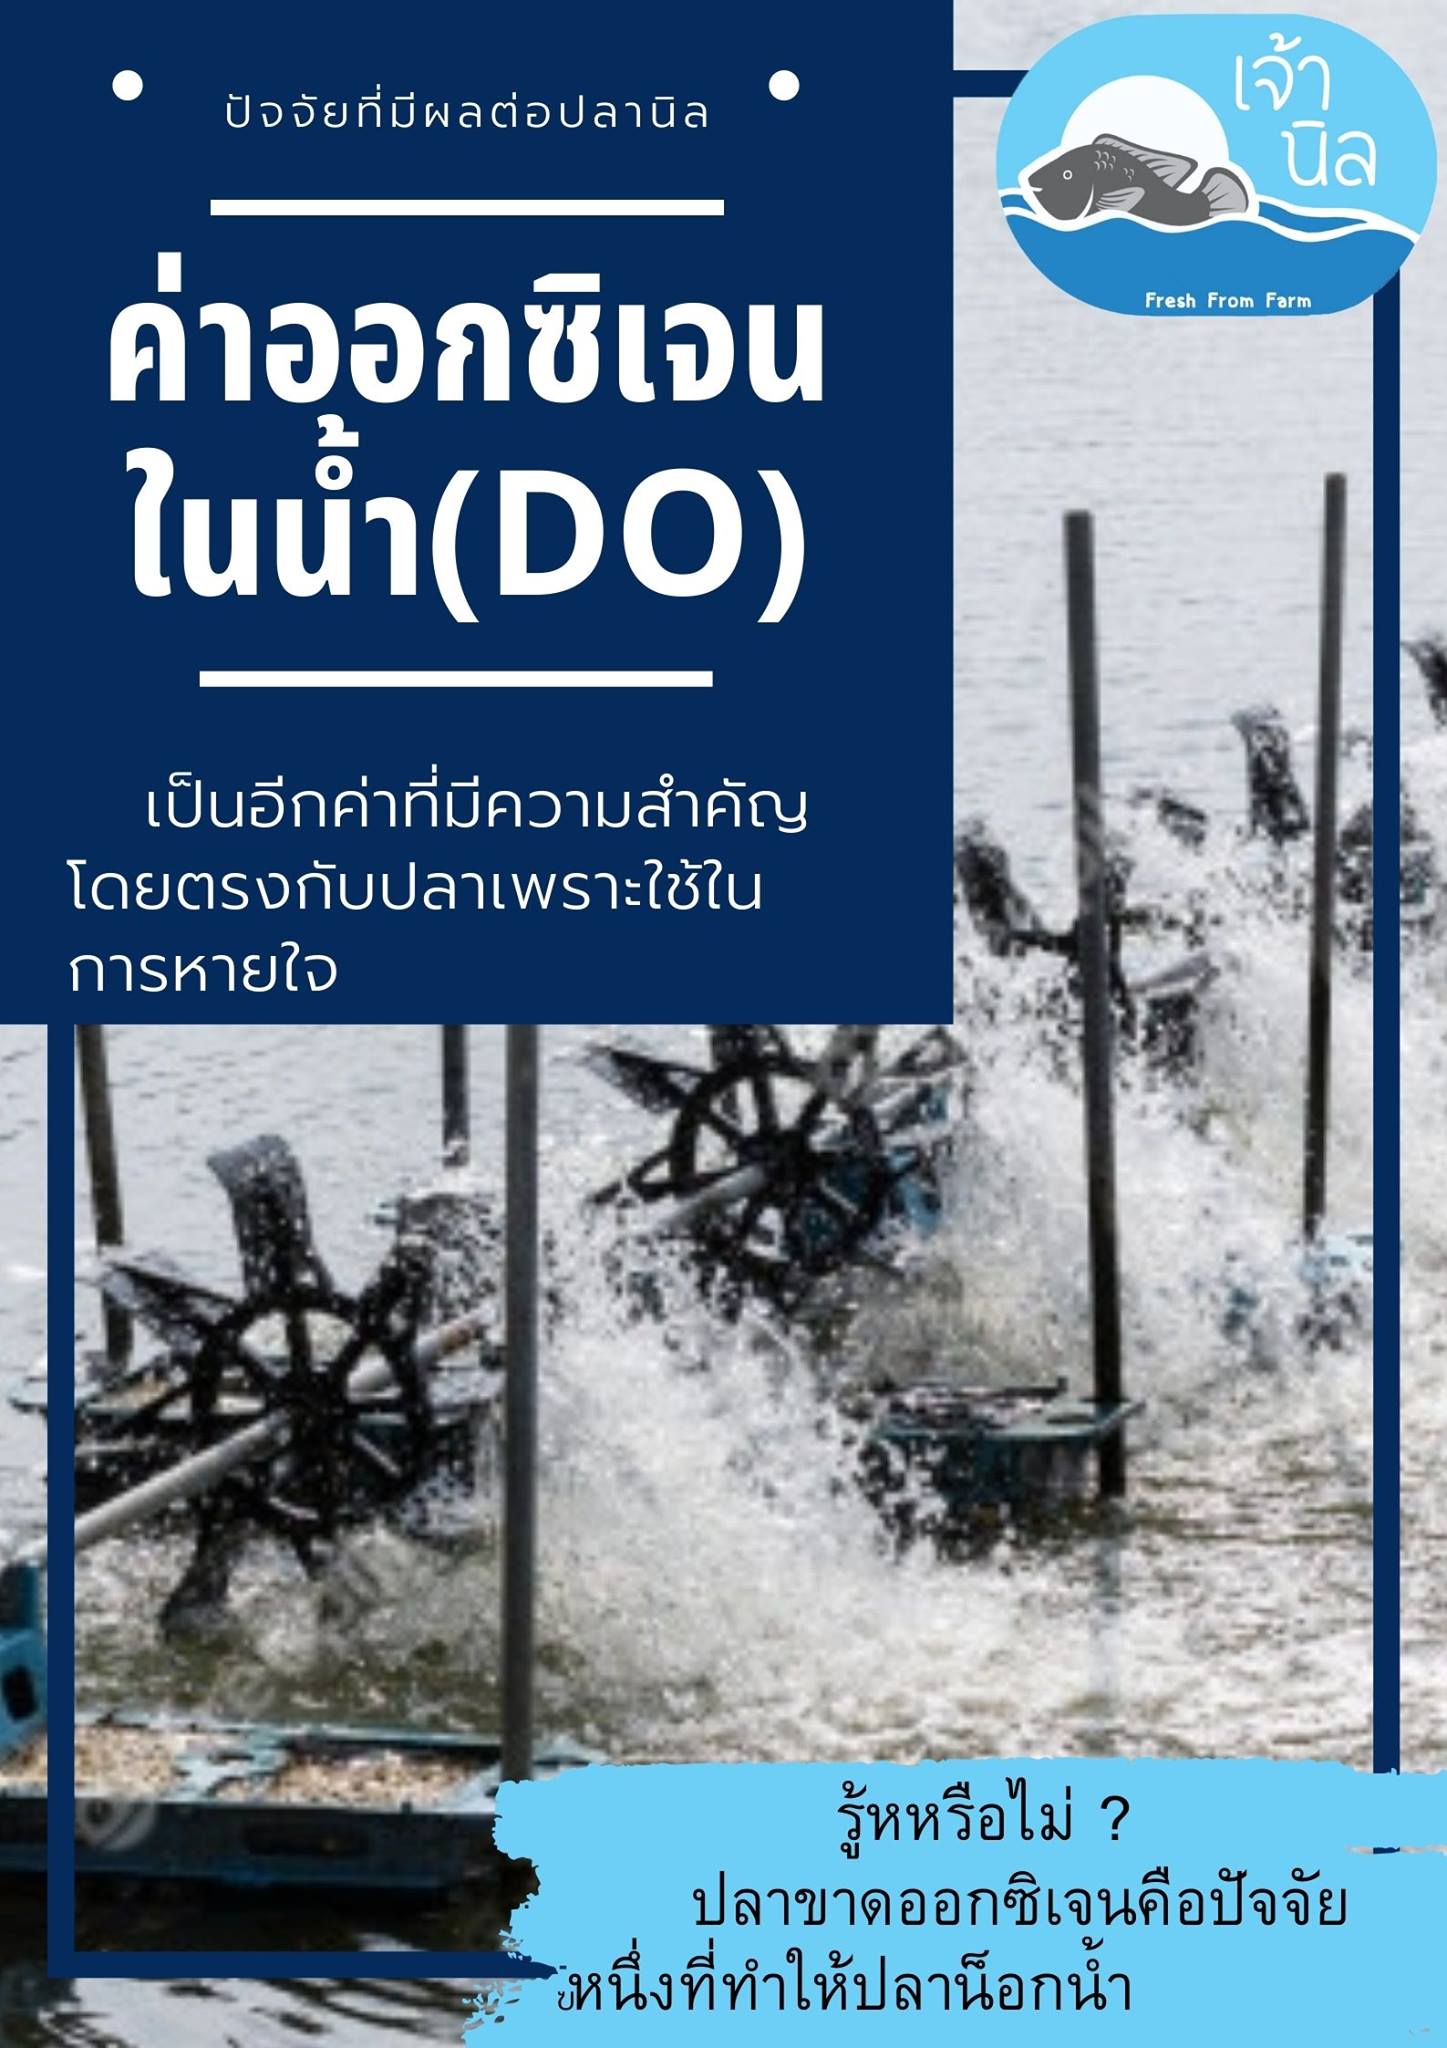 ปัจจัยที่มีผลต่อปลานิล
เจ้า
นิล
Fresh From Farm
ค่าออกซิเจน
ในน้ำ(DO)
เป็นอีกค่าที่มีความสำคัญ
โดยตรงกับปลาเพราะใช้ใน
การหายใจ
รู้หหรือไม่ ?
ปลาขาดออกซิเจนคือปัจจัย
หนึ่งที่ทำให้ปลาน็อกน้ำ